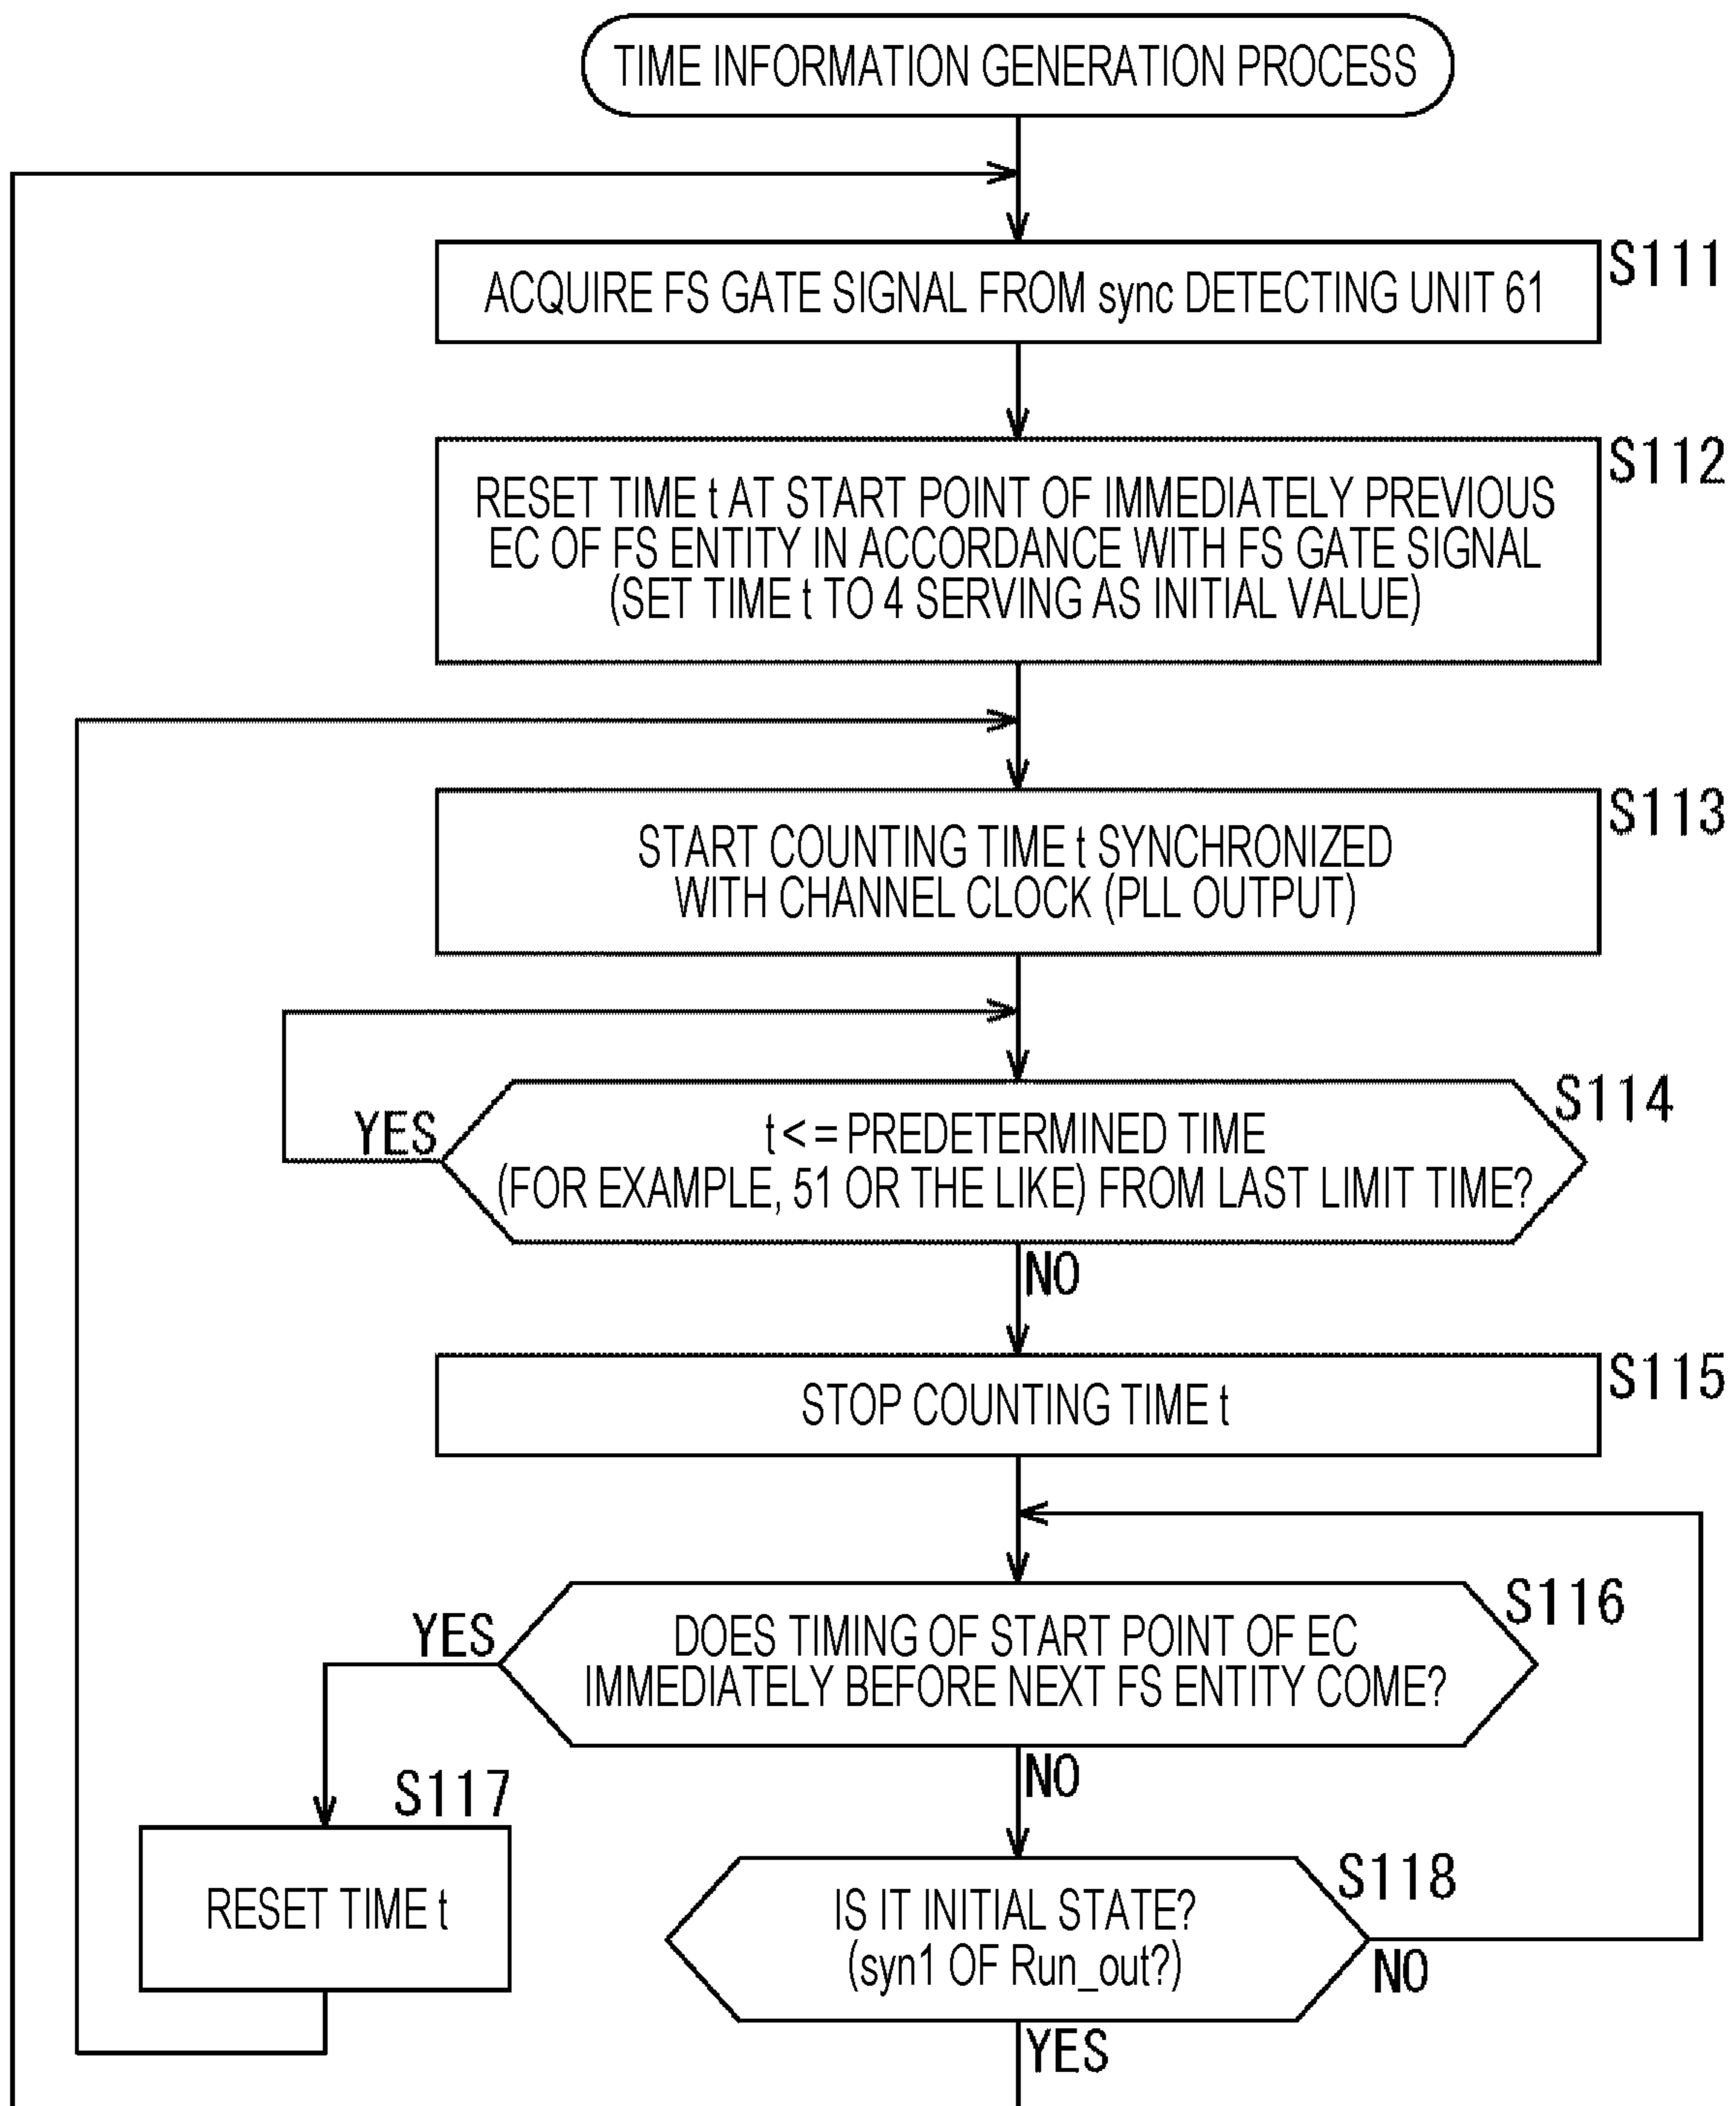 TIME INFORMATION GENERATION PROCESS
S111
ACQUIRE FS GATE SIGNAL FROM sync DETECTING UNIT 61
S112
RESET TIME t AT START POINT OF IMMEDIATELY PREVIOUS
EC OF FS ENTITY IN ACCORDANCE WITH FS GATE SIGNAL
(SET TIME t TO 4 SERVING AS INITIAL VALUE)
S113
START COUNTING TIME t SYNCHRONIZED
WITH CHANNEL CLOCK (PLL OUTPUT)
S114
YES
t < = PREDETERMINED TIME
(FOR EXAMPLE, 51 OR THE LIKE) FROM LAST LIMIT TIME?
NO
S115
STOP COUNTING TIME t
S116
YES
DOES TIMING OF START POINT OF EC
IMMEDIATELY BEFORE NEXT FS ENTITY COME?
NO
S117
RESET TIME t
S118
IS IT INITIAL STATE?
(syn1 OF Run_out?)
NO
YES